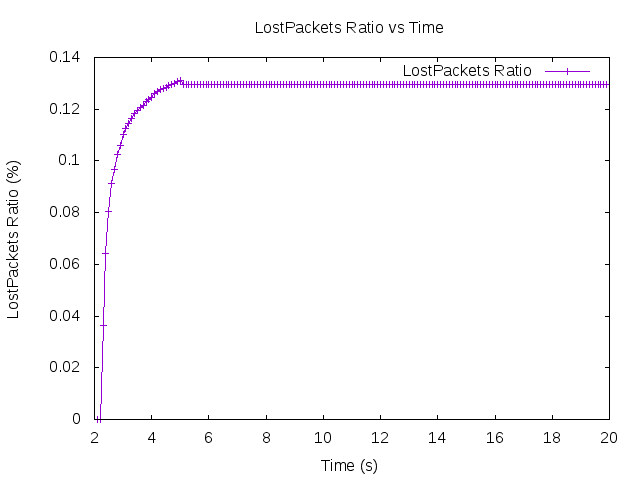 LostPackets Ratio vs Time
LostPackets Ratio
LostPackets Ratio (%)
0.14
0.12
0.1
0.08
0.06
0.04
0.02
0
2 4 6 8 10 12 14 16 18 20
Time (s)